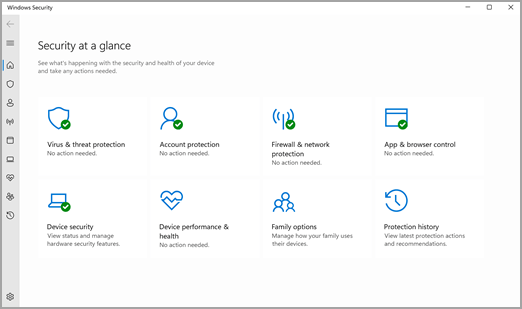 Windows Security
Security at a glance
See what's happening with the security and health of your device
and take any actions needed.
Virus & threat protection
No action needed.
Account protection
No action needed.
Firewall & network
protection
No action needed.
App & browser control
No action needed.
Device security
View status and manage
hardware security features.
Device performance &
health
No action needed.
Family options
Manage how your family uses
their devices.
Protection history
View latest protection actions
and recommendations.